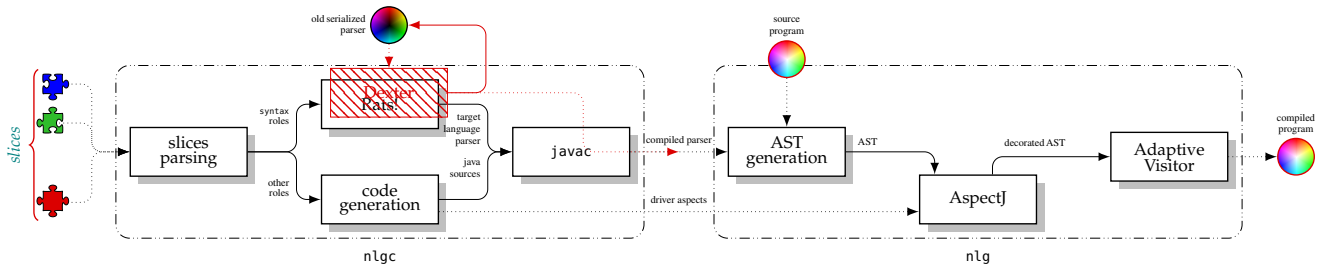 slices
slices
parsing
syntax
roles
other
roles
old serialized
parser
Dexter
Rats!
code
generation
target
language
parser
java
sources
javac
nlgc
compiled parser
driver aspects
source
program
AST
generation
AST
AspectJ
decorated AST
Adaptive
Visitor
compiled
program
nlg